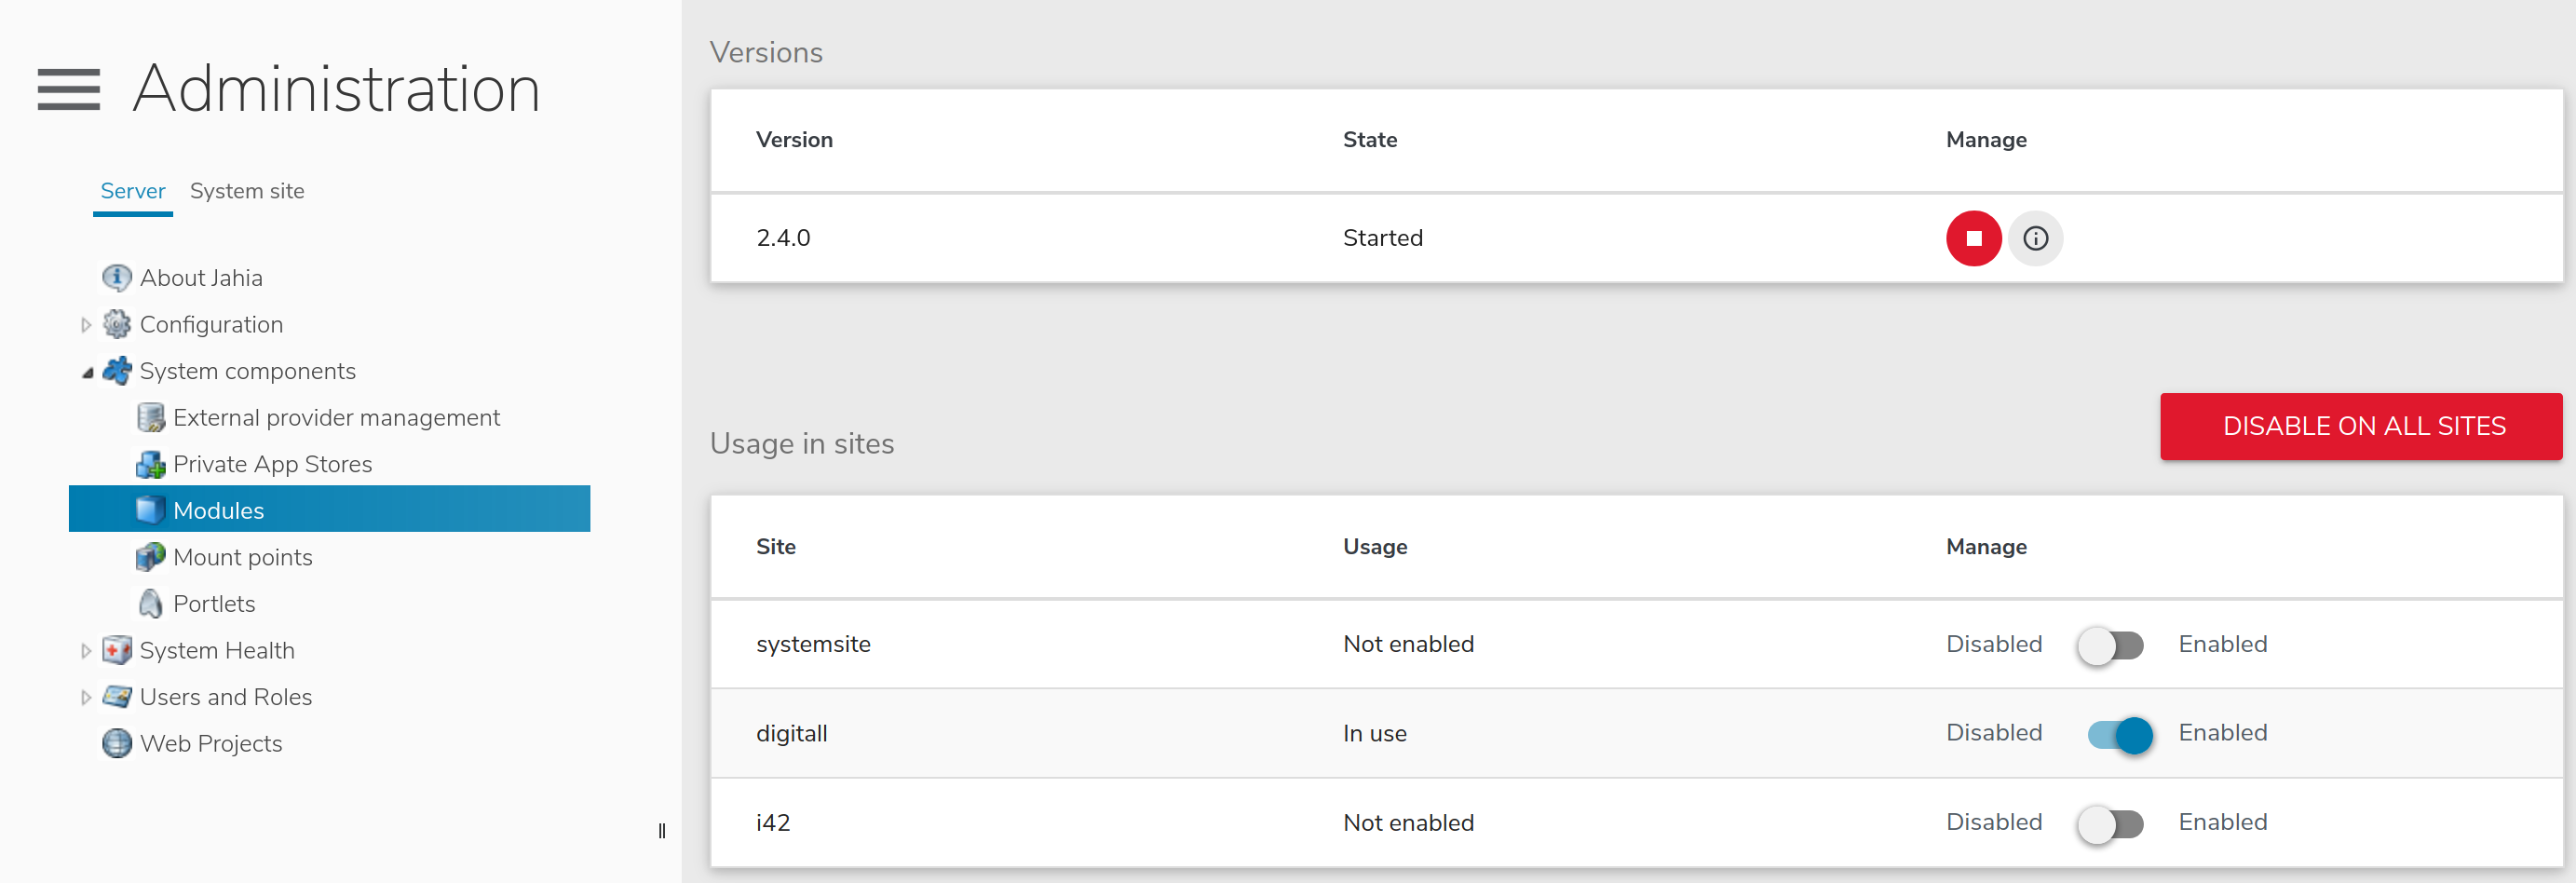 Administration
Server System site
About Jahia
Configuration
System components
External provider management
Private App Stores
Modules
Mount points
Portlets
System Health
Users and Roles
Web Projects
Versions
Version State Manage
2.4.0 Started
Usage in sites
DISABLE ON ALL SITES
Site Usage Manage
systemsite Not enabled Disabled Enabled
digitall In use Disabled Enabled
i42 Not enabled Disabled Enabled